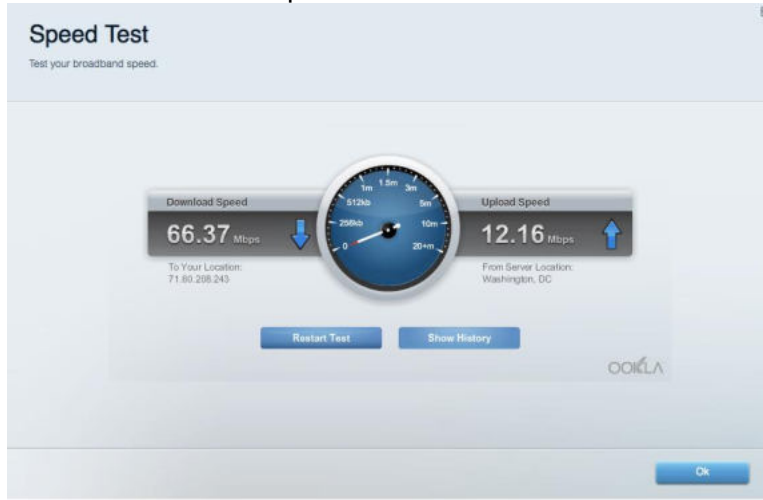 Speed Test
Test your broadband speed.
Download Speed
66.37 Mbps
To Your Location:
71.60.208.243
0
256kb
512kb
1m
1.5m
3m
5m
10m
20+m
Upload Speed
12.16 Mbps
From Server Location:
Washington, DC
Restart Test
Show History
OOKLA
Ok